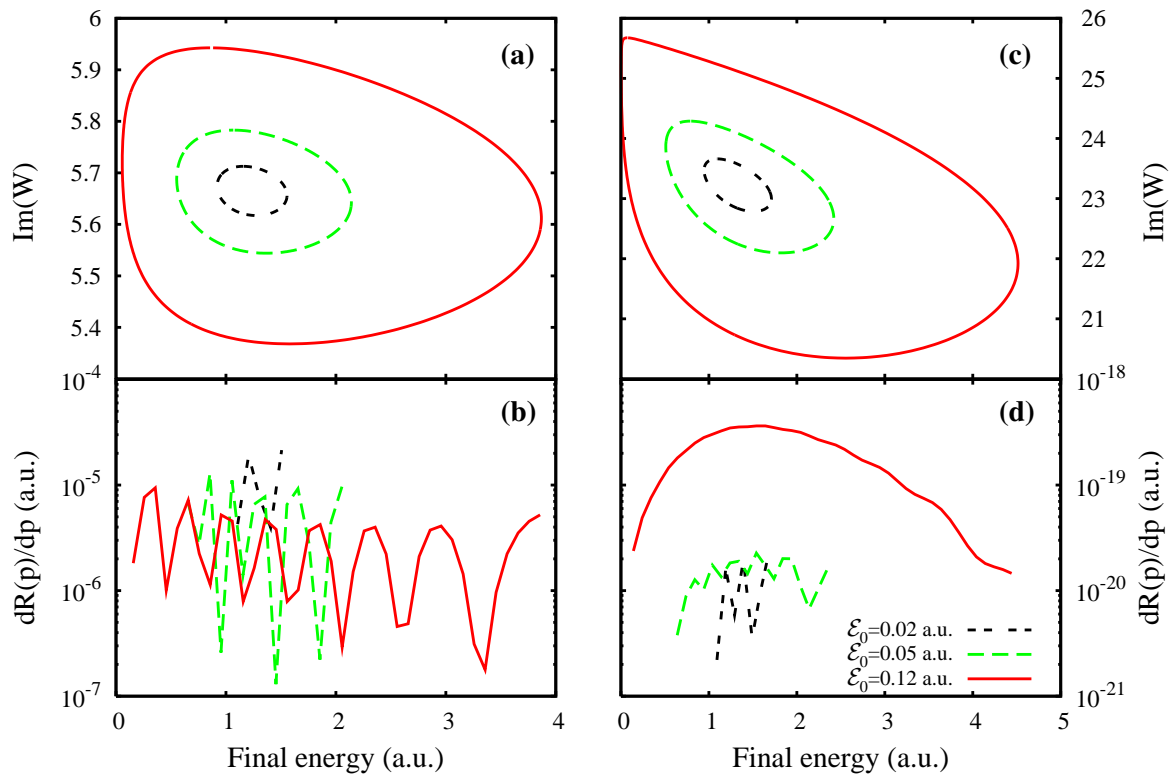 (a)
Im(W)
6
5.9
5.8
5.7
5.6
5.5
5.4
(c)
Im(W)
26
25
24
23
22
21
(b)
dR(p)/dp (a.u.)
10^-4
10^-5
10^-6
10^-7
0 1 2 3 4
Final energy (a.u.)
(d)
dR(p)/dp (a.u.)
10^-18
10^-19
10^-20
10^-21
ℰ₀=0.02 a.u.
ℰ₀=0.05 a.u.
ℰ₀=0.12 a.u.
0 1 2 3 4 5
Final energy (a.u.)